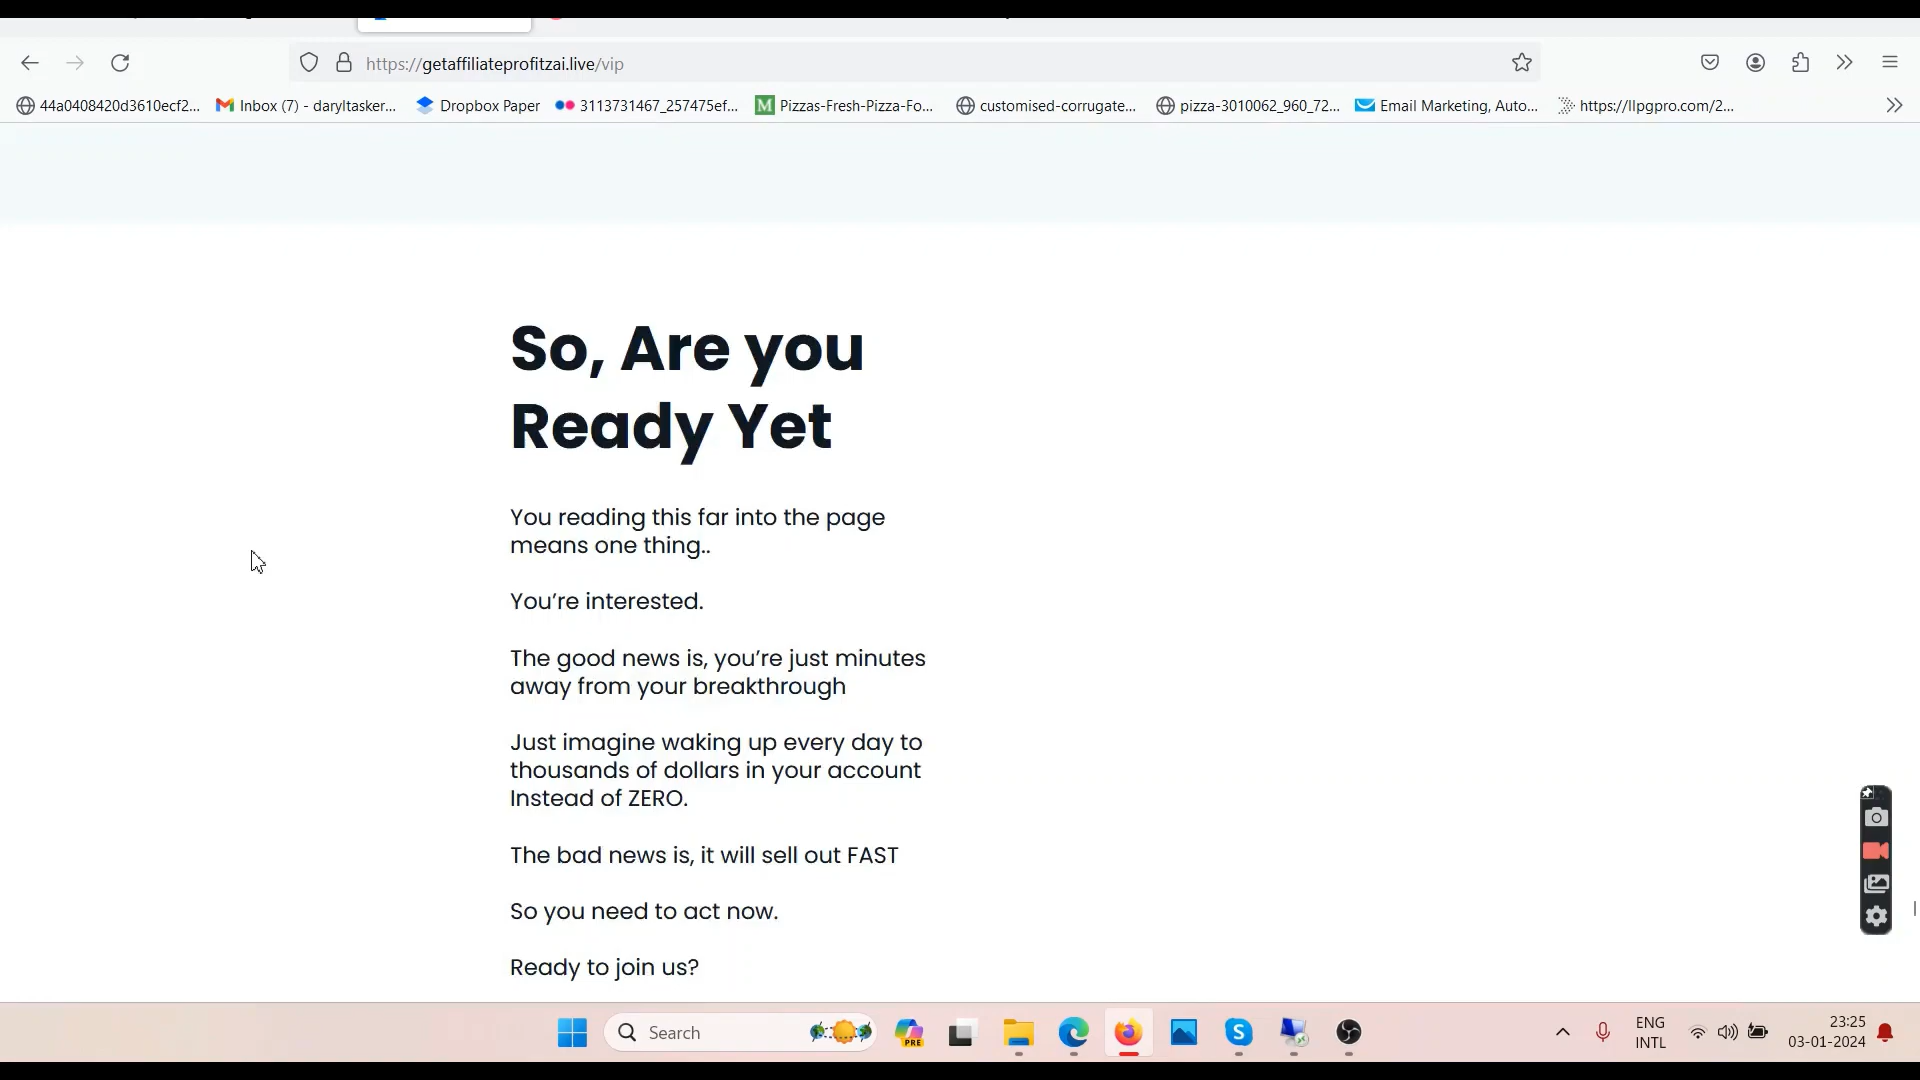 https://getaffiliateprofitzai.live/vip
44a0408420d3610ecf2...
Inbox (7) - daryltasker...
Dropbox Paper
3113731467_257475ef...
M
Pizzas-Fresh-Pizza-Fo...
customised-corrugate...
pizza-3010062_960_72...
Email Marketing, Auto...
https://llpgpro.com/2...
So, Are you
Ready Yet
You reading this far into the page
means one thing..
You’re interested.
The good news is, you’re just minutes
away from your breakthrough
Just imagine waking up every day to
thousands of dollars in your account
Instead of ZERO.
The bad news is, it will sell out FAST
So you need to act now.
Ready to join us?
Search
PRE
S
ENG
INTL
23:25
03-01-2024